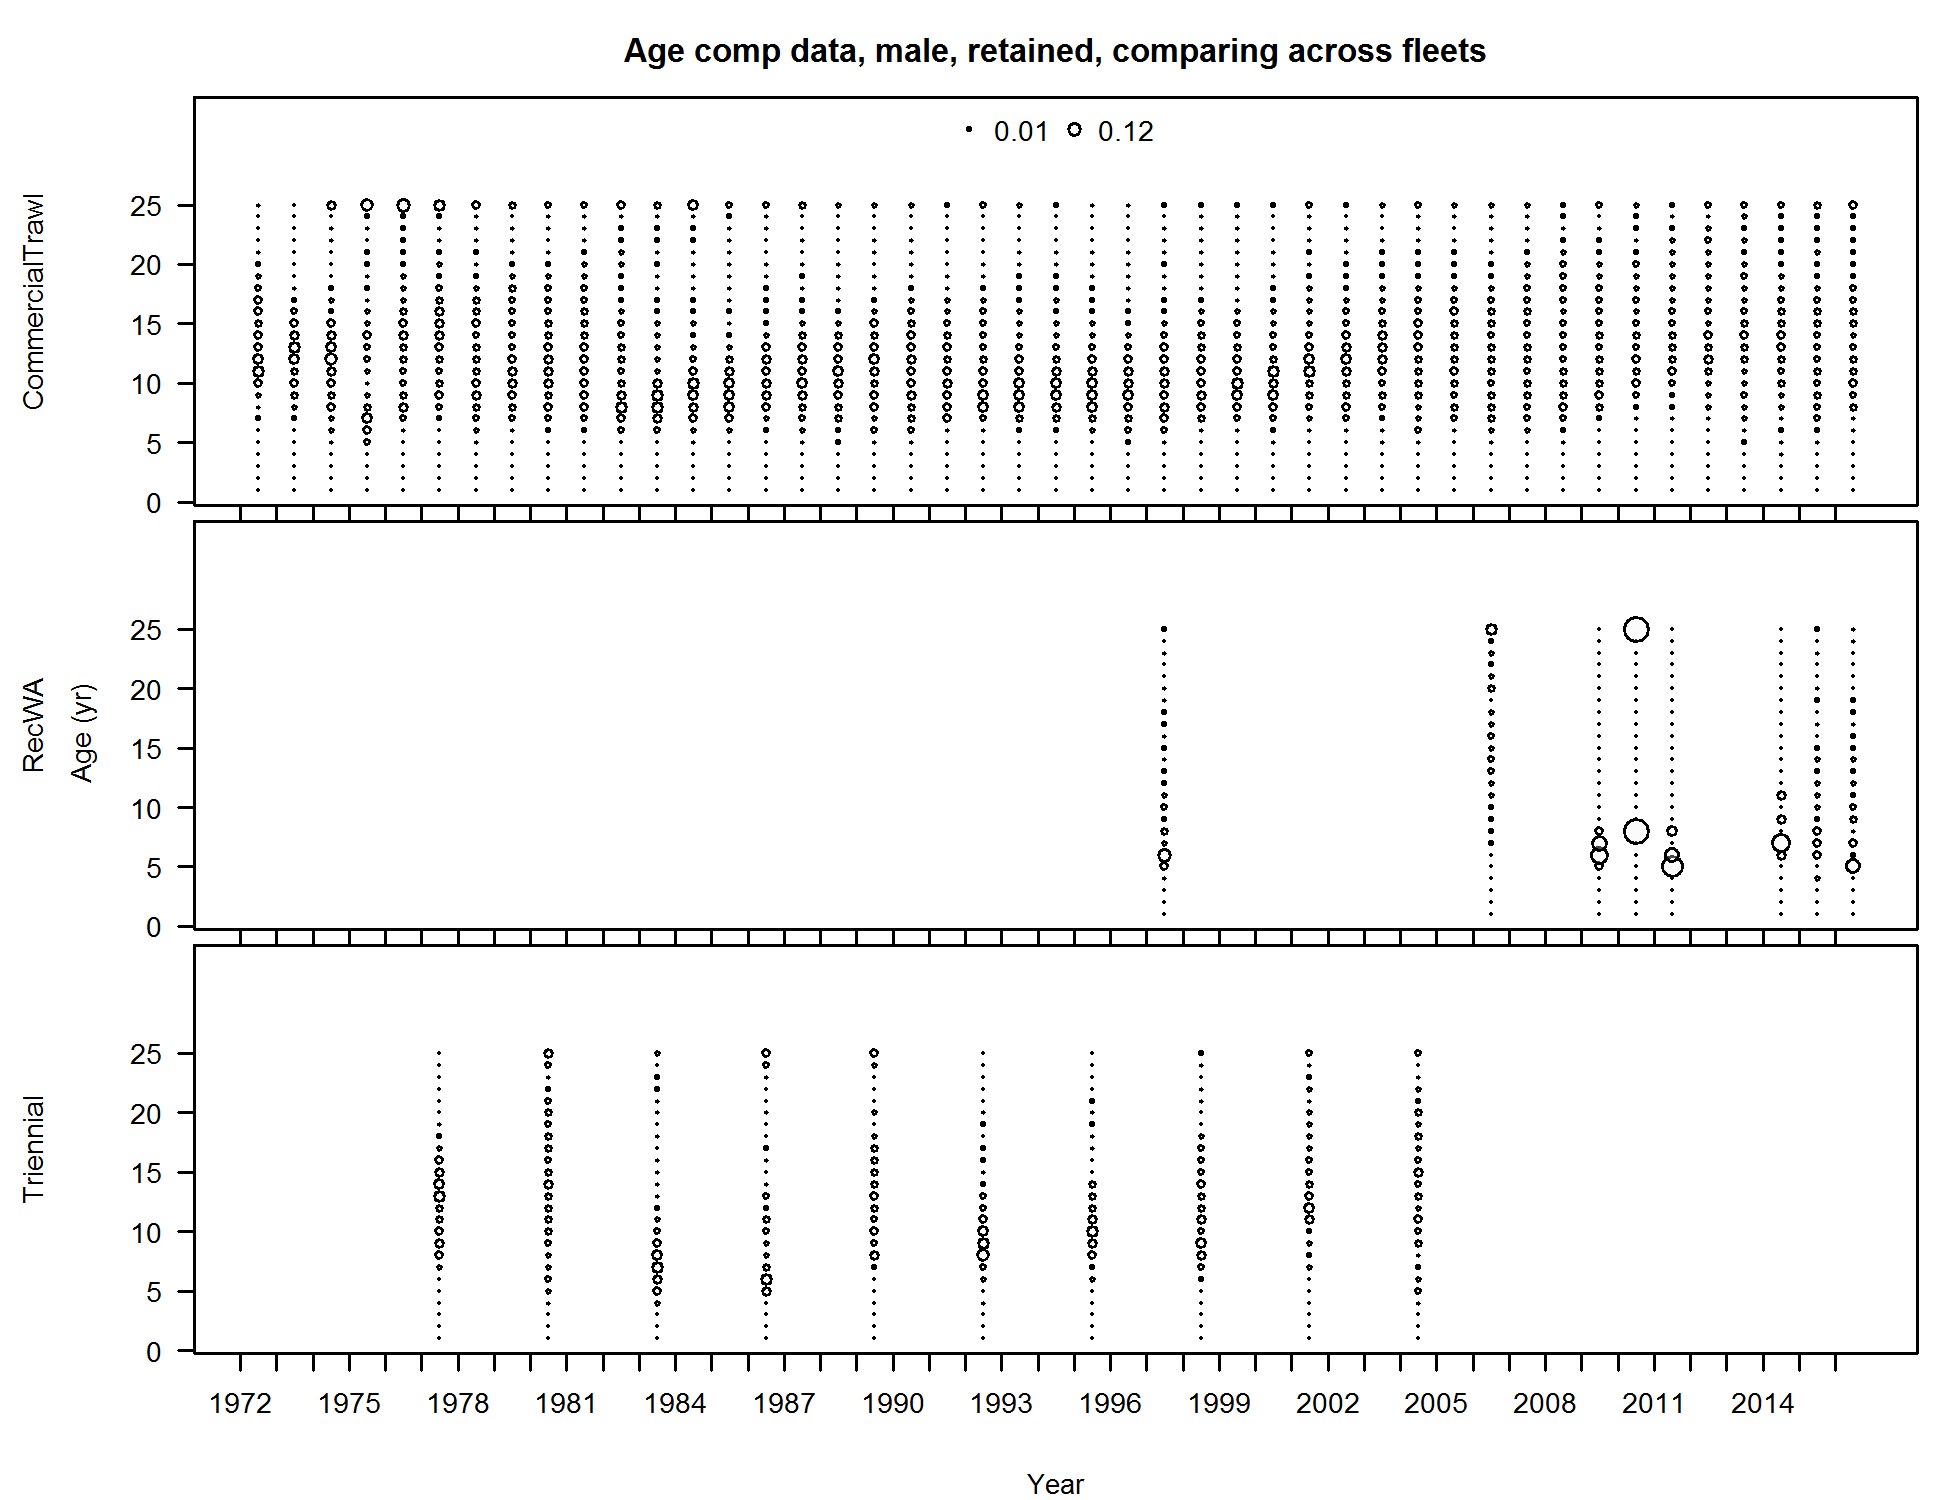 Age comp data, male, retained, comparing across fleets
0.01 0.12
CommercialTrawl
25
20
15
10
5
0
RecWA
Age (yr)
25
20
15
10
5
0
Triennial
25
20
15
10
5
0
1972 1975 1978 1981 1984 1987 1990 1993 1996 1999 2002 2005 2008 2011 2014
Year